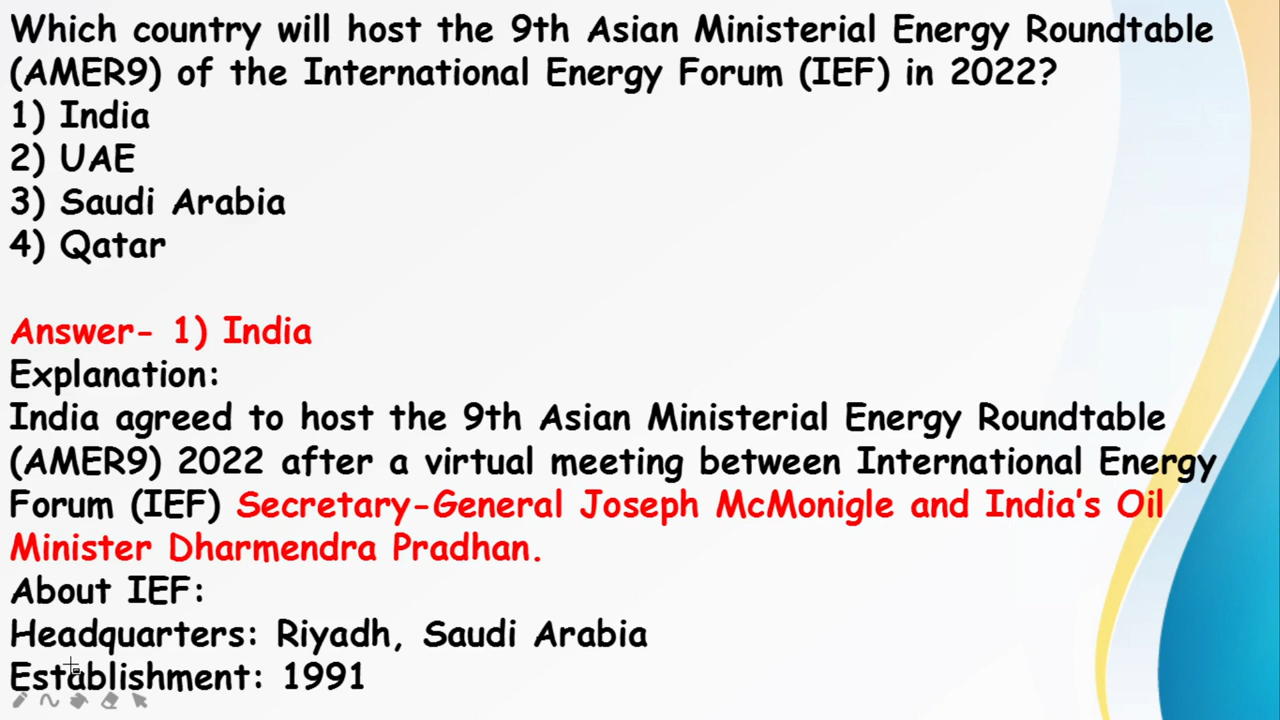 Which country will host the 9th Asian Ministerial Energy Roundtable
(AMER9) of the International Energy Forum (IEF) in 2022?
1) India
2) UAE
3) Saudi Arabia
4) Qatar
Answer- 1) India
Explanation:
India agreed to host the 9th Asian Ministerial Energy Roundtable
(AMER9) 2022 after a virtual meeting between International Energy
Forum (IEF) Secretary-General Joseph McMonigle and India's Oil
Minister Dharmendra Pradhan.
About IEF:
Headquarters: Riyadh, Saudi Arabia
Establishment: 1991